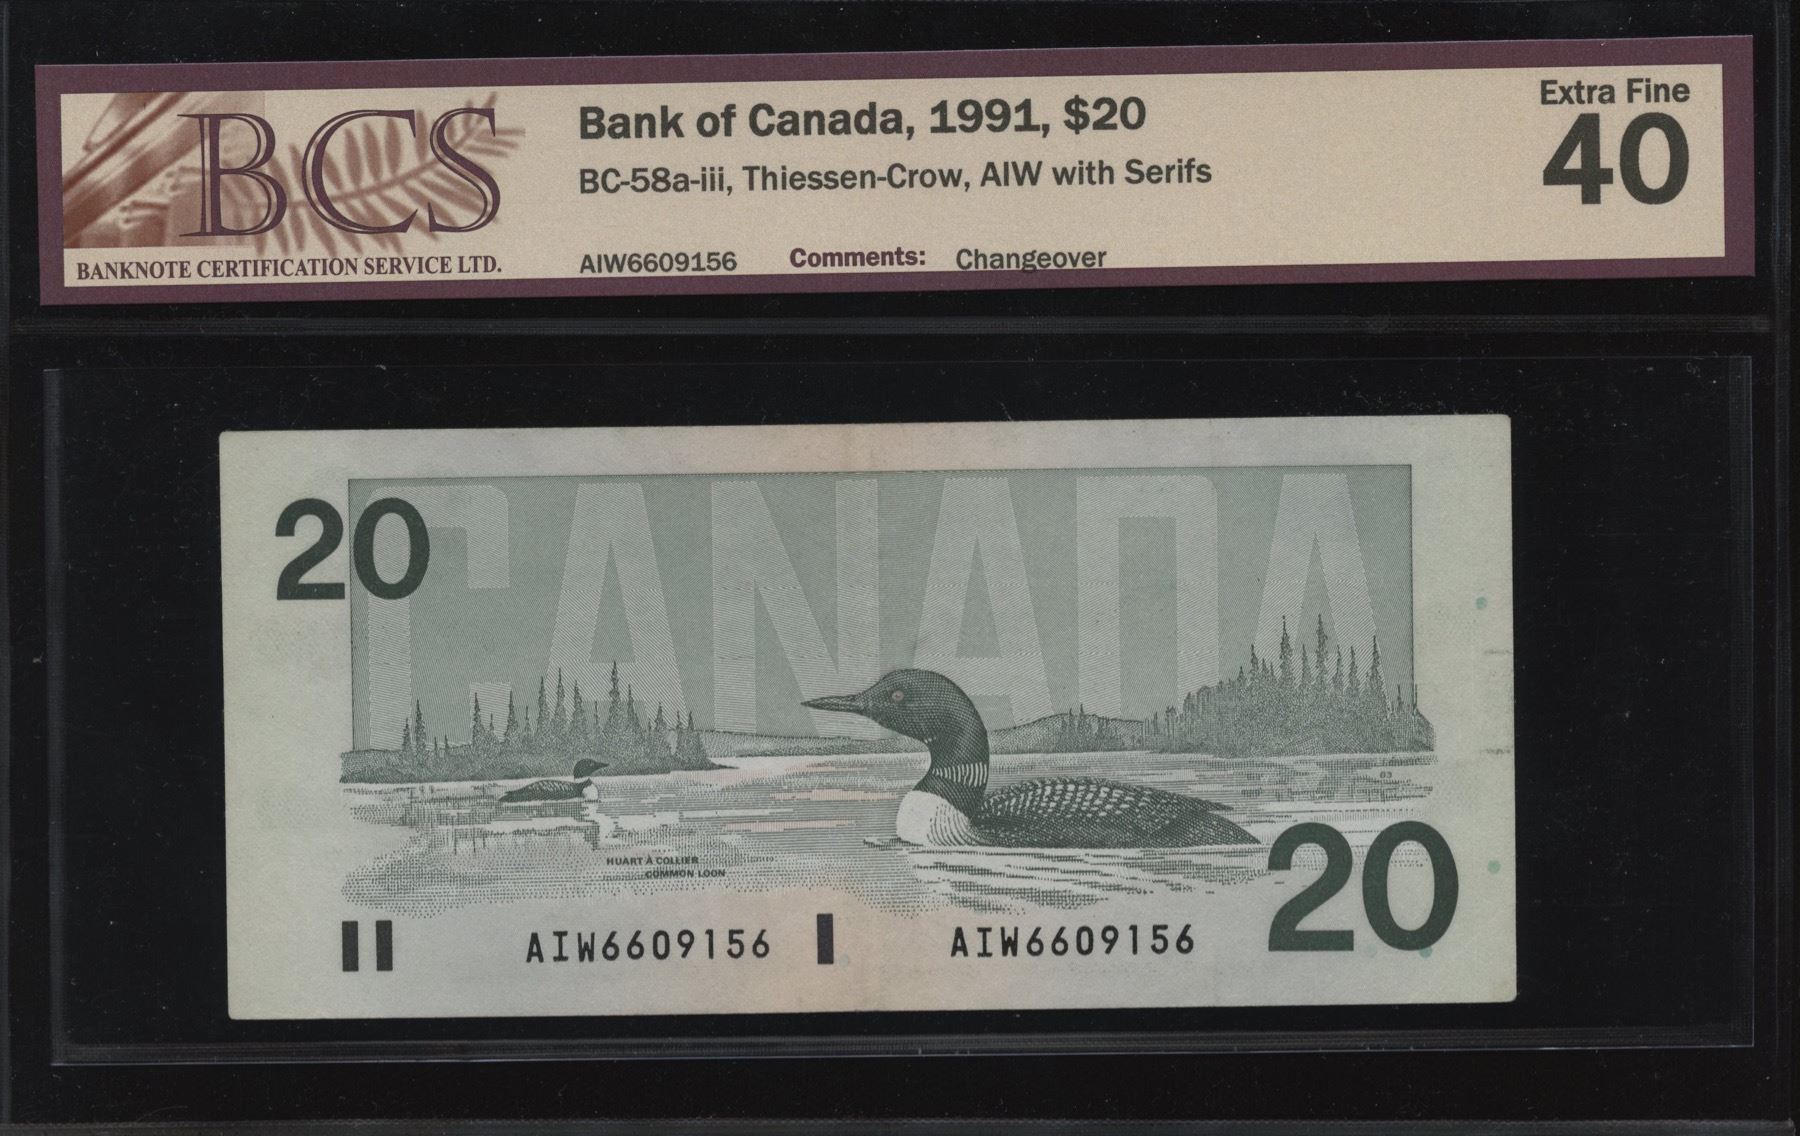 BCS
BANKNOTE CERTIFICATION SERVICE LTD.
Bank of Canada, 1991, $20
BC-58a-iii, Thiessen-Crow, AIW with Serifs
AIW6609156 Comments: Changeover
Extra Fine
40
20
CANADA
HUART À COLLIER
COMMON LOON
AIW6609156
AIW6609156
20